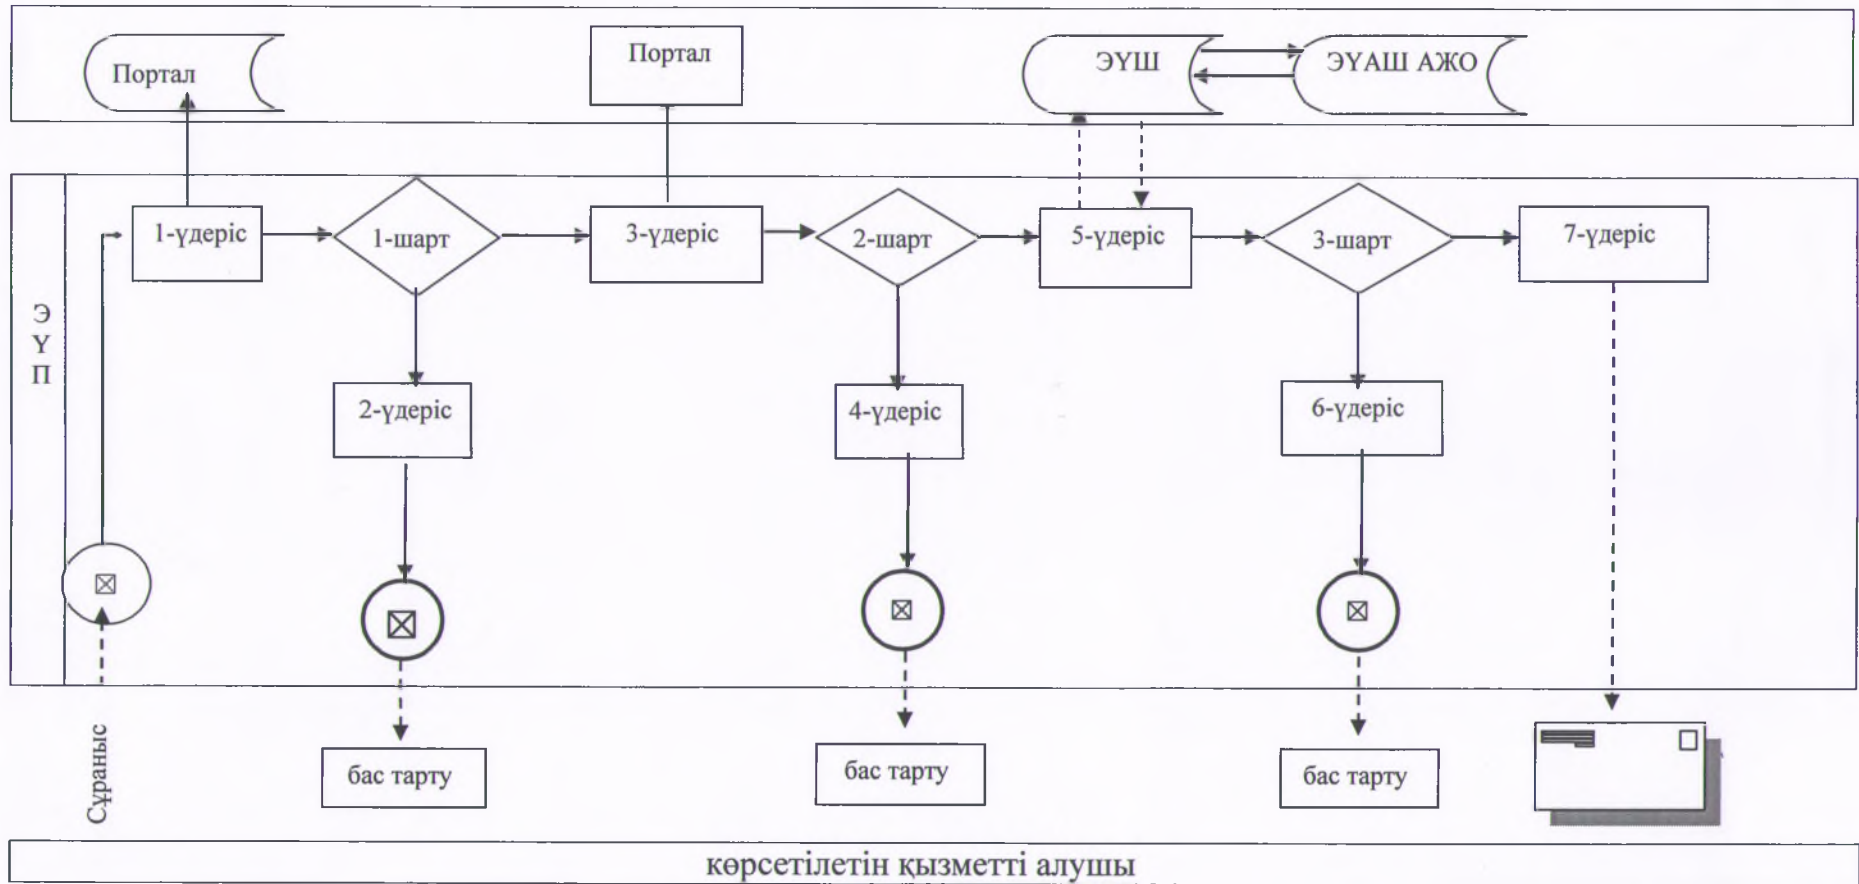 Портал
Портал
ЭҮШ
ЭҮАШ АЖО
1-үдеріс
1-шарт
3-үдеріс
2-шарт
5-үдеріс
3-шарт
7-үдеріс
Э
Ү
П
2-үдеріс
4-үдеріс
6-үдеріс
Сұраныс
бас тарту
бас тарту
бас тарту
көрсетілетін қызметті алушы